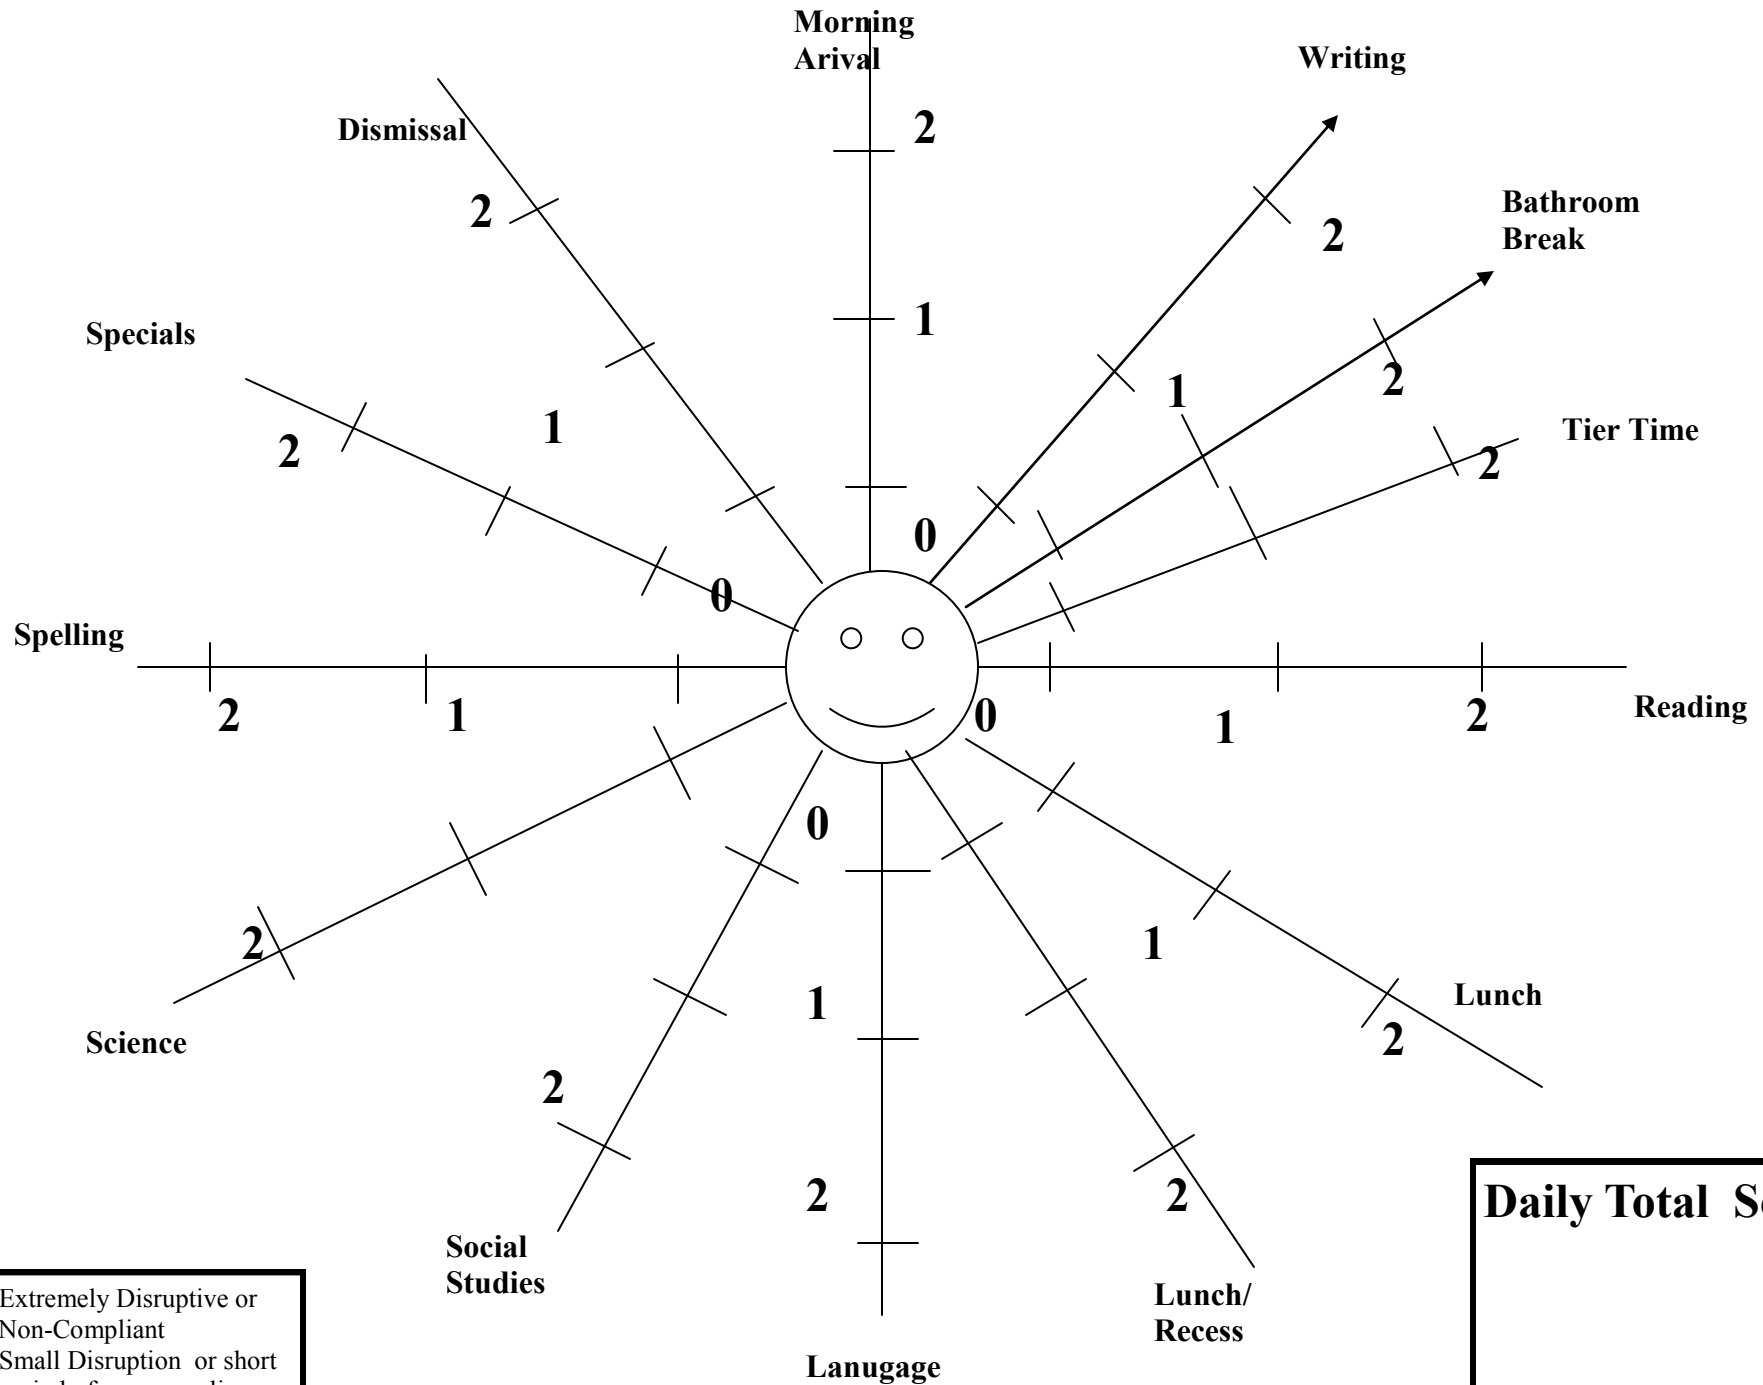 Morning
Arival
Writing
Dismissal
2
2
Bathroom
Break
2
2
Specials
1
2
1
Tier Time
1
2
2
0
0
Spelling
2
1
0
1
2
Reading
0
2
1
1
Lunch
Science
2
2
2
2
Social
Studies
Lunch/
Recess
Lanugage
Daily Total
Extremely Disruptive or
Non-Compliant
Small Disruption or short